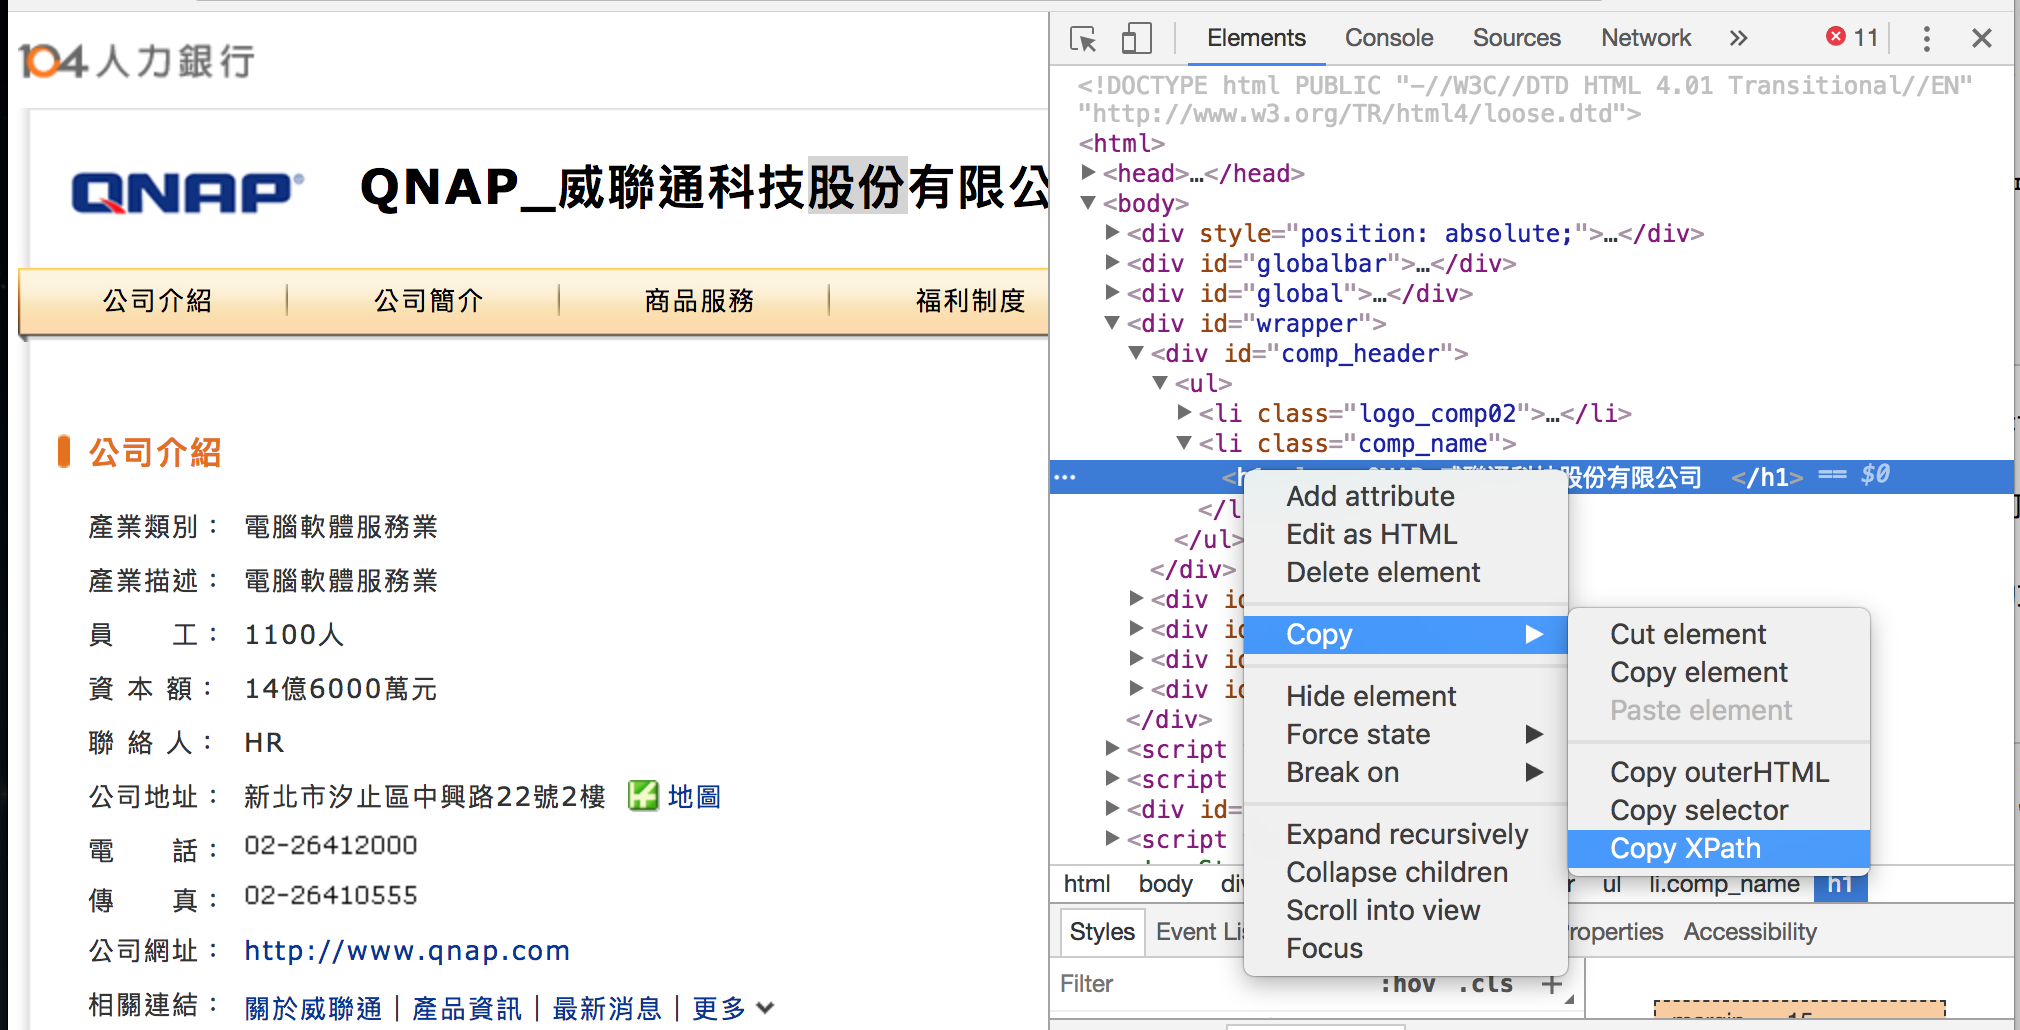 104 人力銀行
QNAP
QNAP_威聯通科技股份有限公
公司介紹 公司簡介 商品服務 福利制度
公司介紹
產業類別： 電腦軟體服務業
產業描述： 電腦軟體服務業
員 工： 1100人
資 本 額： 14億6000萬元
聯 絡 人： HR
公司地址： 新北市汐止區中興路22號2樓 地圖
電 話： 02-26412000
傳 真： 02-26410555
公司網址： http://www.qnap.com
相關連結： 關於威聯通 | 產品資訊 | 最新消息 | 更多
Elements Console Sources Network » 11
<!DOCTYPE html PUBLIC "-//W3C//DTD HTML 4.01 Transitional//EN"
"http://www.w3.org/TR/html4/loose.dtd">
<html>
<head>…</head>
<body>
<div style="position: absolute;">…</div>
<div id="globalbar">…</div>
<div id="global">…</div>
<div id="wrapper">
<div id="comp_header">
<ul>
<li class="logo_comp02">…</li>
<li class="comp_name">
股份有限公司 </h1> == $0
</l
</ul>
</div>
<div
<div
<div
<div
</div>
<script
<script
<div id=
<script
Add attribute
Edit as HTML
Delete element
Copy
Hide element
Force state
Break on
Expand recursively
Collapse children
Scroll into view
Focus
Cut element
Copy element
Paste element
Copy outerHTML
Copy selector
Copy XPath
html body ul li.comp_name h1
Styles Event Properties Accessibility
Filter :hov .cls +